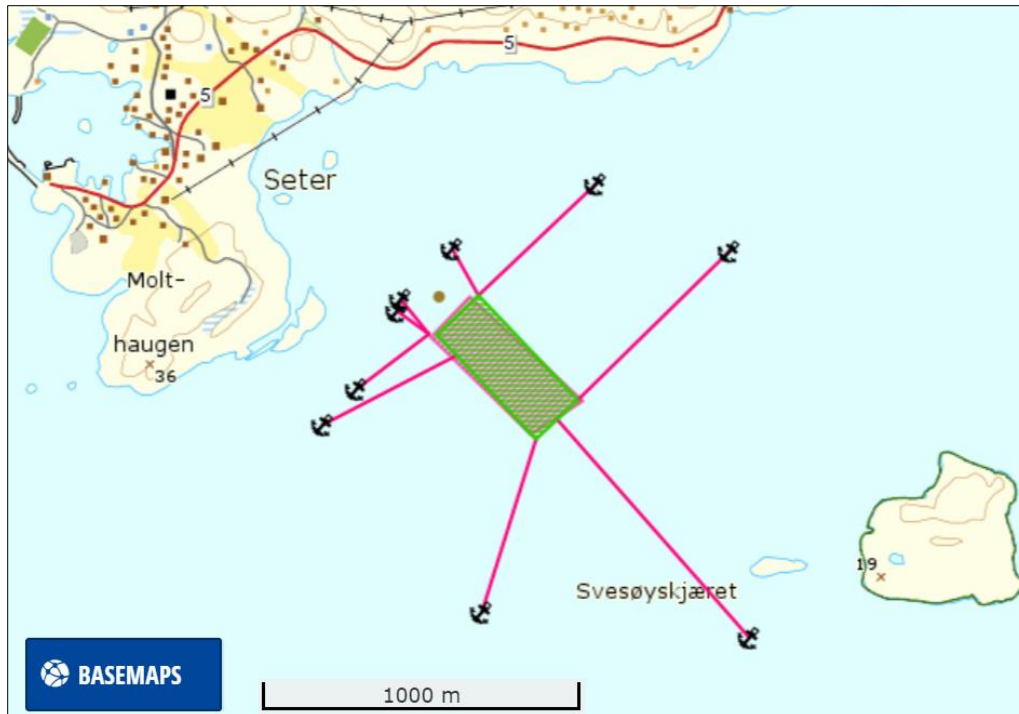 5
5
Seter
Molt-
haugen
36
19
Svesøyskjæret
BASEMAPS
1000 m